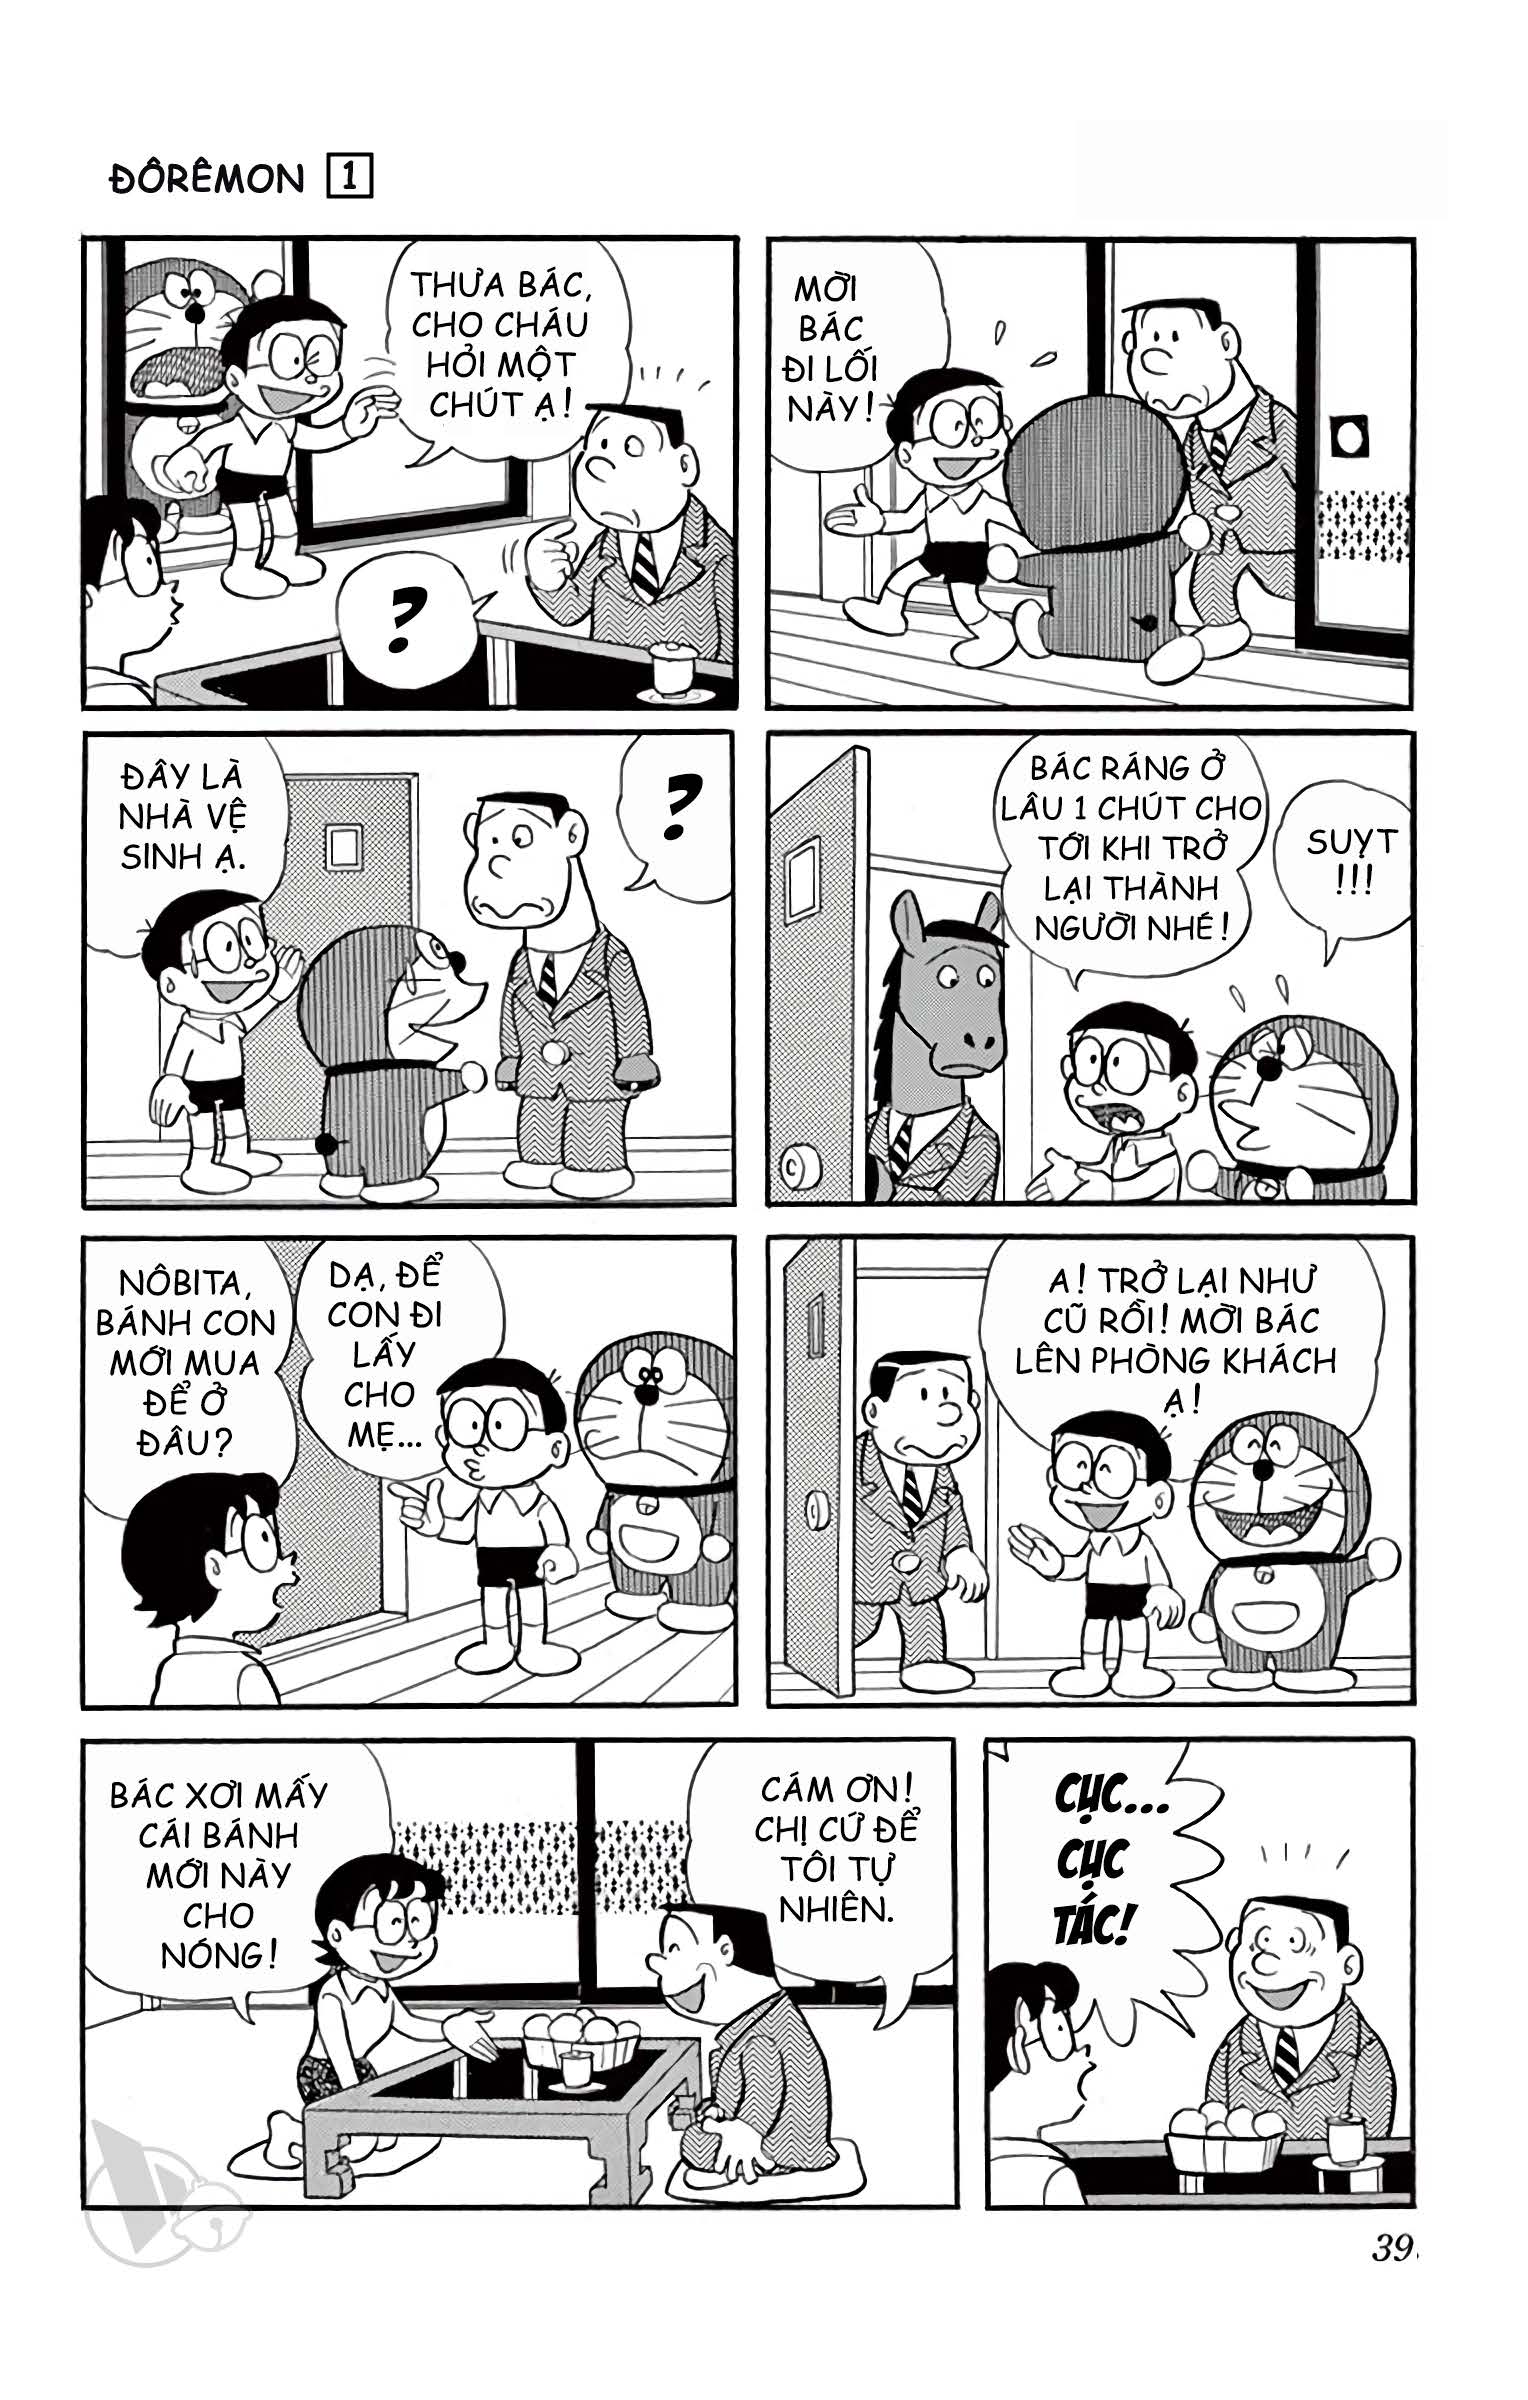 ĐÔRÊMON 1
THƯA BÁC,
CHO CHÁU
HỎI MỘT
CHÚT Ạ!
?
MỜI
BÁC
ĐI LỐI
NÀY!
ĐÂY LÀ
NHÀ VỆ
SINH Ạ.
?
BÁC RÁNG Ở
LÂU 1 CHÚT CHO
TỚI KHI TRỞ
LẠI THÀNH
NGƯỜI NHÉ!
SUỴT
!!!
NÔBITA,
BÁNH CON
MỚI MUA
ĐỂ Ở
ĐÂU?
DẠ, ĐỂ
CON ĐI
LẤY
CHO
MẸ...
A! TRỞ LẠI NHƯ
CŨ RỒI! MỜI BÁC
LÊN PHÒNG KHÁCH
Ạ!
BÁC XƠI MẤY
CÁI BÁNH
MỚI NÀY
CHO
NÓNG!
CÁM ƠN!
CHỊ CỨ ĐỂ
TÔI TỰ
NHIÊN.
CỤC...
CỤC
TÁC!
39